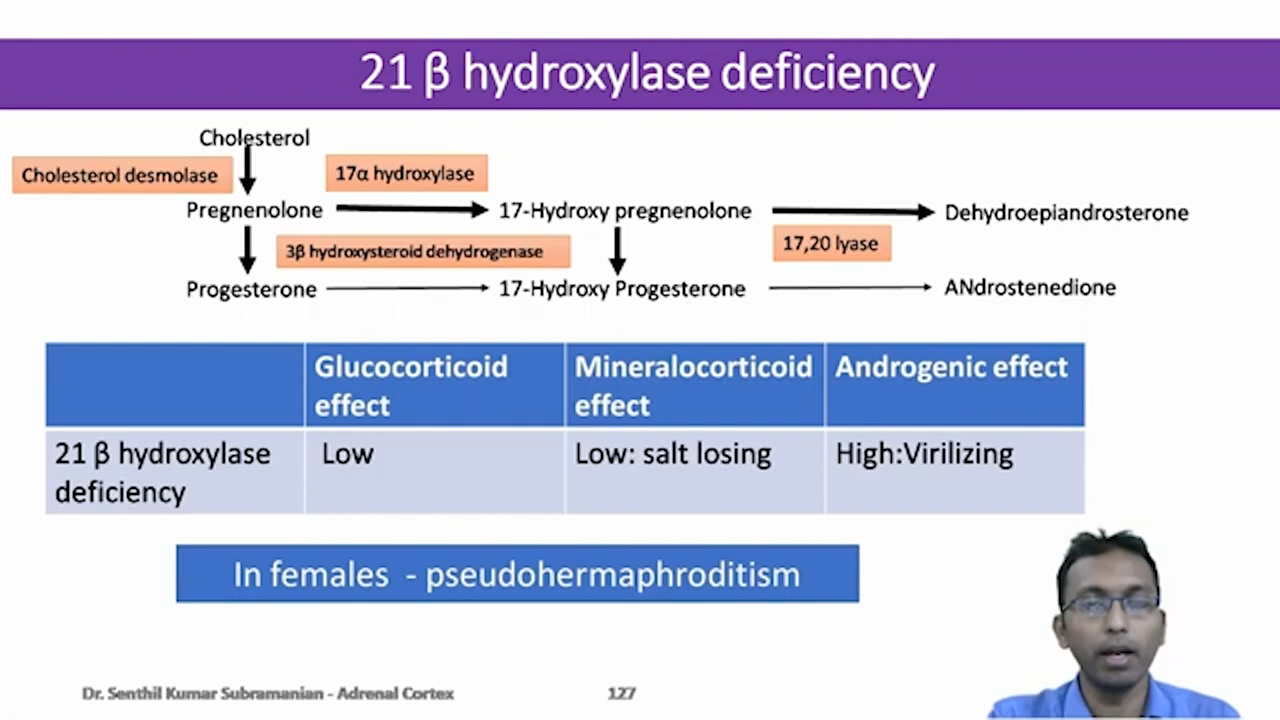 21 β hydroxylase deficiency
Cholesterol
Cholesterol desmolase
17α hydroxylase
Pregnenolone
17-Hydroxy pregnenolone
Dehydroepiandrosterone
3β hydroxysteroid dehydrogenase
17,20 lyase
Progesterone
17-Hydroxy Progesterone
ANdrostenedione
Glucocorticoid
effect
Mineralocorticoid
effect
Androgenic effect
21 β hydroxylase
deficiency
Low
Low: salt losing
High:Virilizing
In females - pseudohermaphroditism
Dr. Senthil Kumar Subramanian - Adrenal Cortex
127